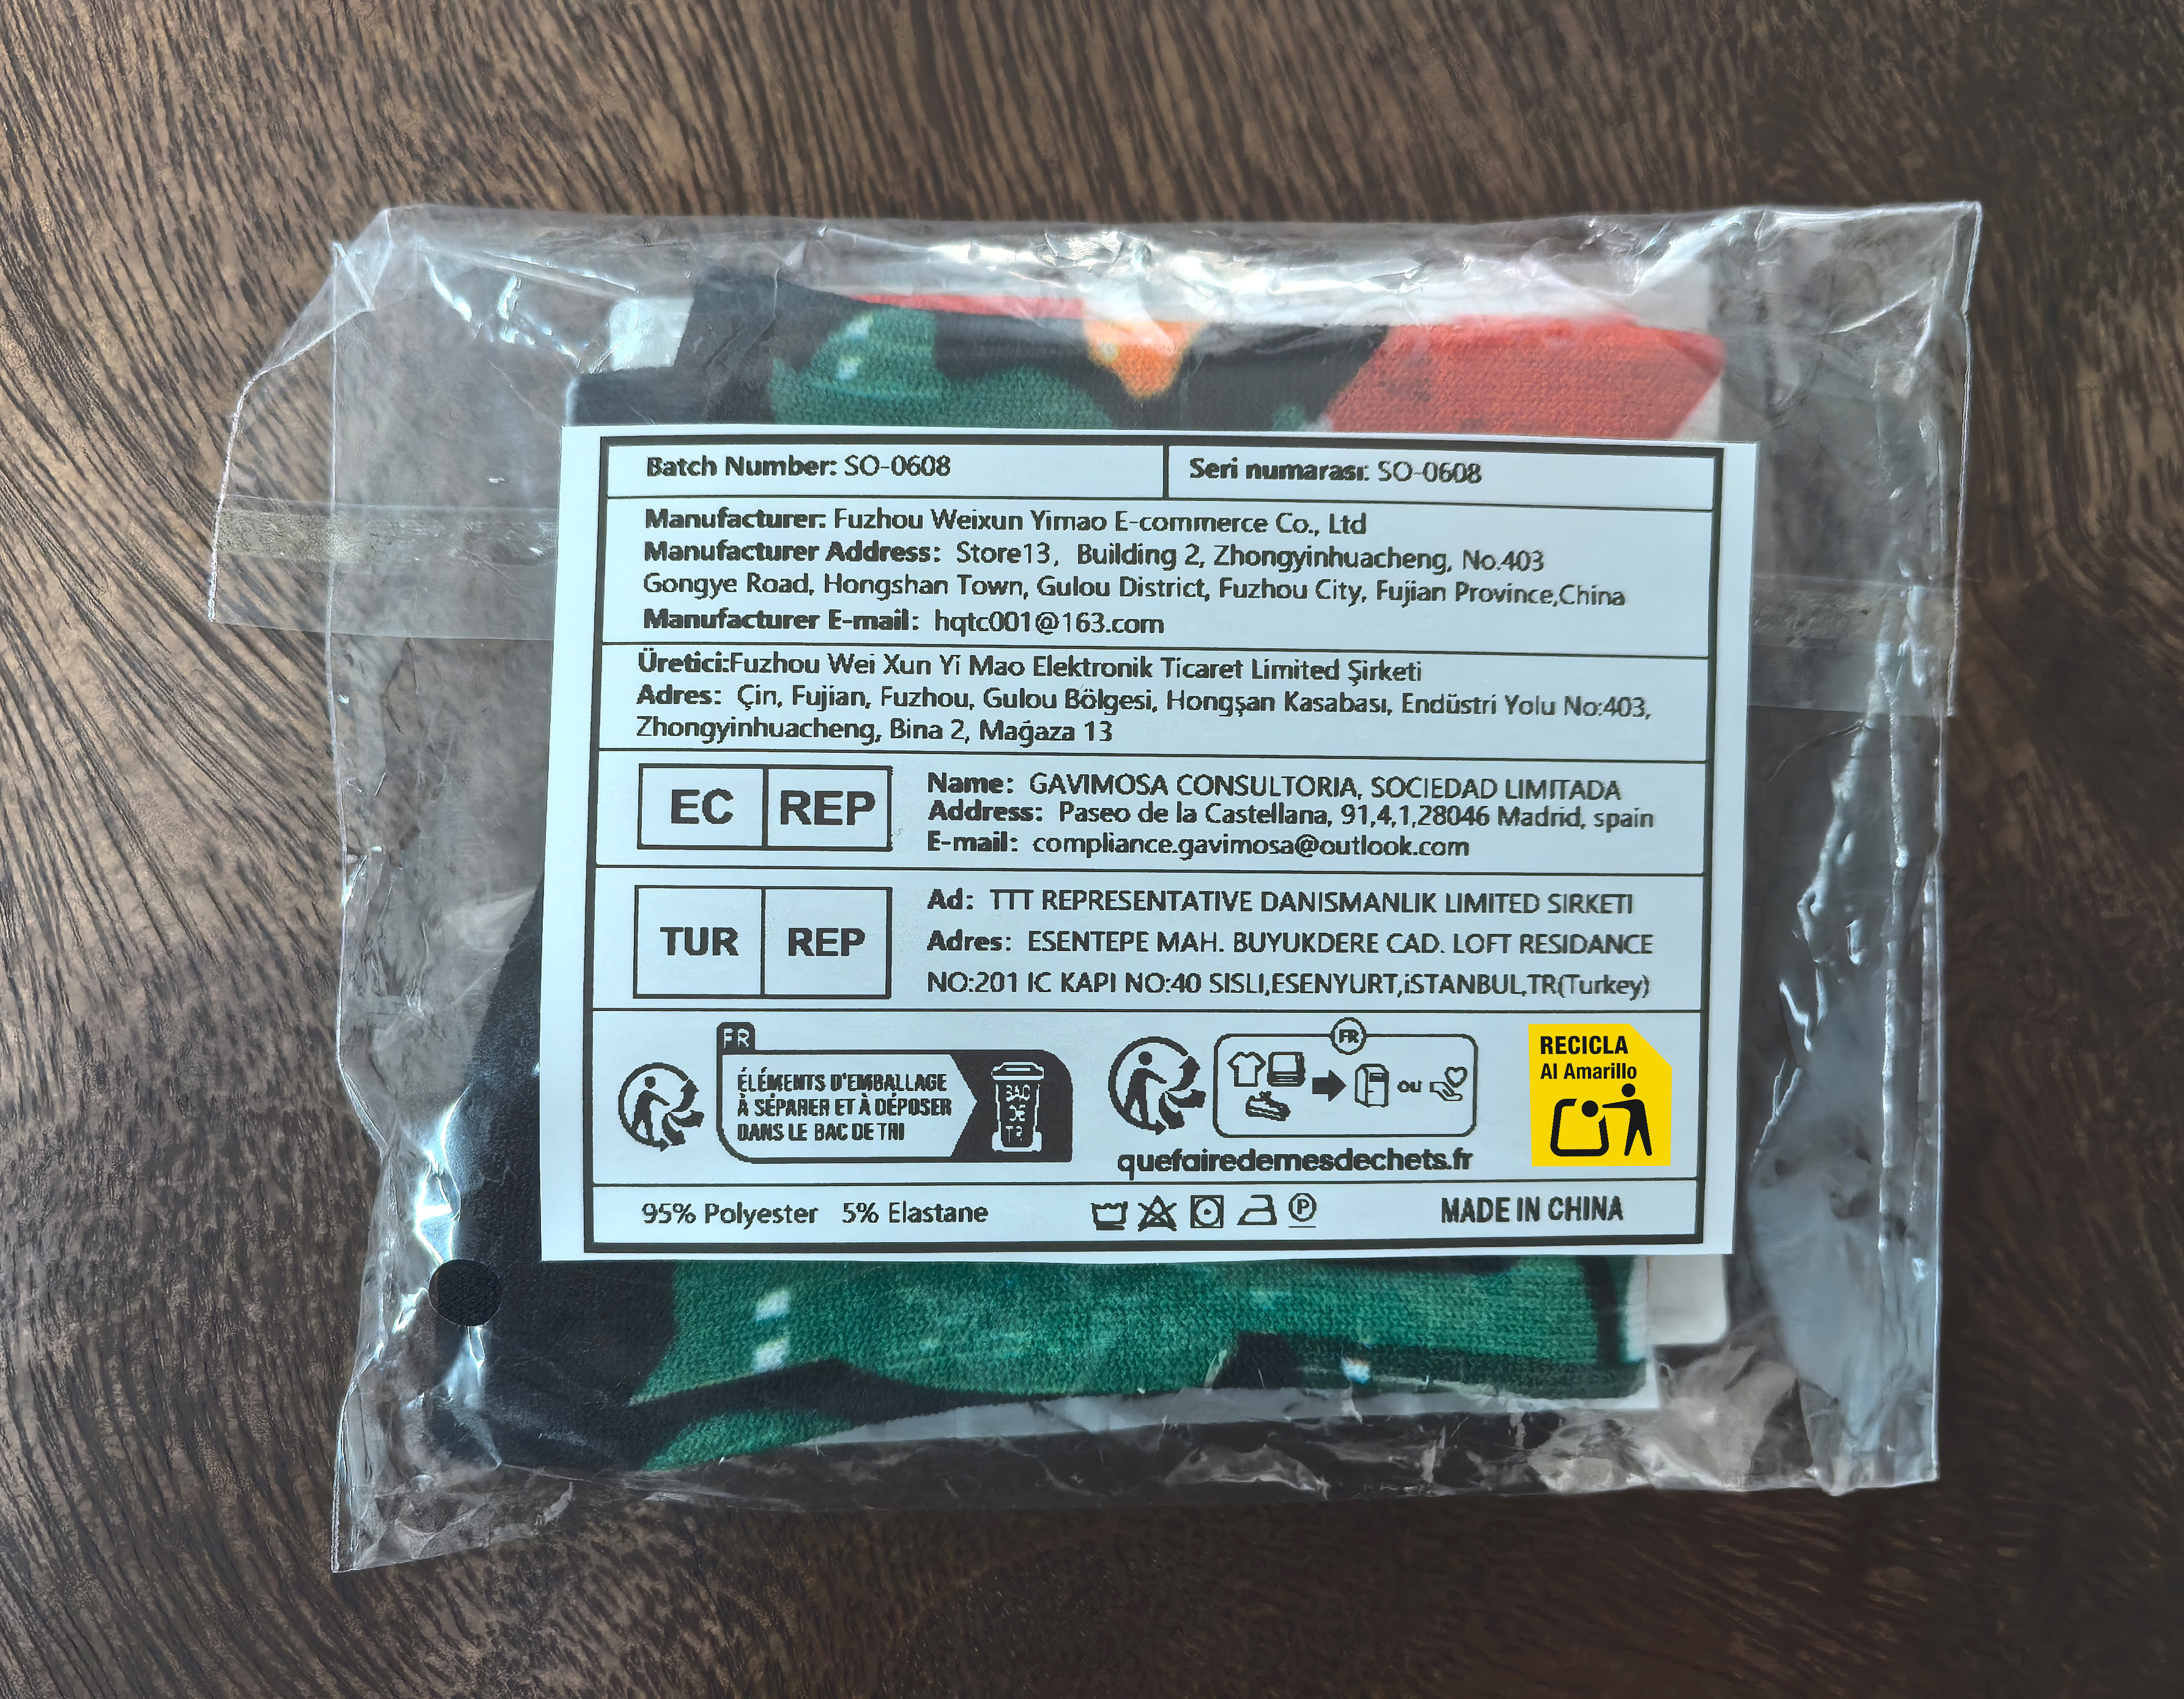 Batch Number: SO-0608
Seri numarası: SO-0608
Manufacturer: Fuzhou Weixun Yimao E-commerce Co., Ltd
Manufacturer Address: Store13, Building 2, Zhongyinhuacheng, No.403
Gongye Road, Hongshan Town, Gulou District, Fuzhou City, Fujian Province,China
Manufacturer E-mail: hqtc001@163.com
Üretici:Fuzhou Wei Xun Yi Mao Elektronik Ticaret Limited Şirketi
Adres: Çin, Fujian, Fuzhou, Gulou Bölgesi, Hongşan Kasabası, Endüstri Yolu No:403,
Zhongyinhuacheng, Bina 2, Mağaza 13
EC REP
Name: GAVIMOSA CONSULTORIA, SOCIEDAD LIMITADA
Address: Paseo de la Castellana, 91,4,1,28046 Madrid, spain
E-mail: compliance.gavimosa@outlook.com
TUR REP
Ad: TTT REPRESENTATIVE DANISMANLIK LIMITED SIRKETI
Adres: ESENTEPE MAH. BUYUKDERE CAD. LOFT RESIDANCE
NO:201 IC KAPI NO:40 SISLI,ESENYURT,iSTANBUL,TR(Turkey)
FR
ÉLÉMENTS D'EMBALLAGE
À SÉPARER ET À DÉPOSER
DANS LE BAC DE TRI
BAC
DE
TRI
FR
ou
quefairedemesdechets.fr
RECICLA
Al Amarillo
95% Polyester 5% Elastane
P
MADE IN CHINA